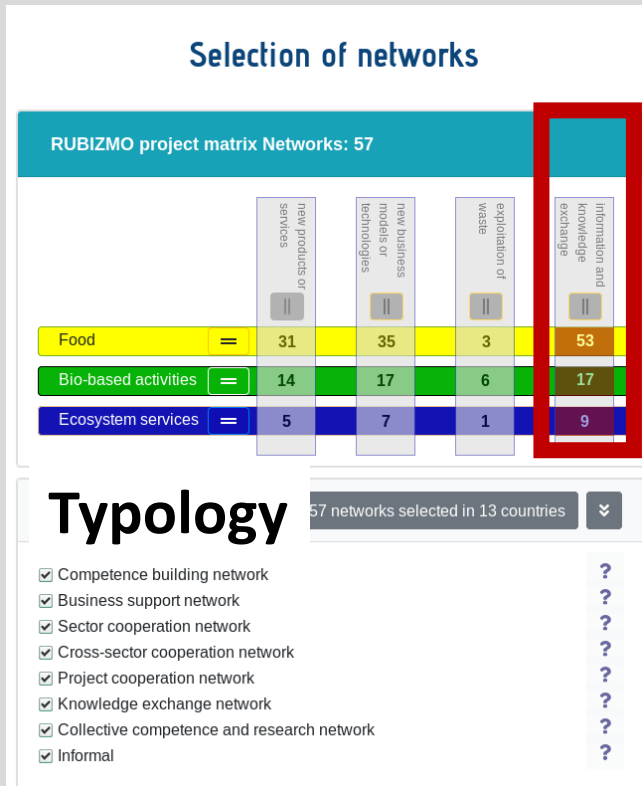 Selection of networks
RUBIZMO project matrix Networks: 57
new products or
services
new business
models or
technologies
exploitation of
waste
information and
knowledge
exchange
Food = 31 35 3 53
Bio-based activities = 14 17 6 17
Ecosystem services = 5 7 1 9
Typology
57 networks selected in 13 countries
Competence building network ?
Business support network ?
Sector cooperation network ?
Cross-sector cooperation network ?
Project cooperation network ?
Knowledge exchange network ?
Collective competence and research network ?
Informal ?